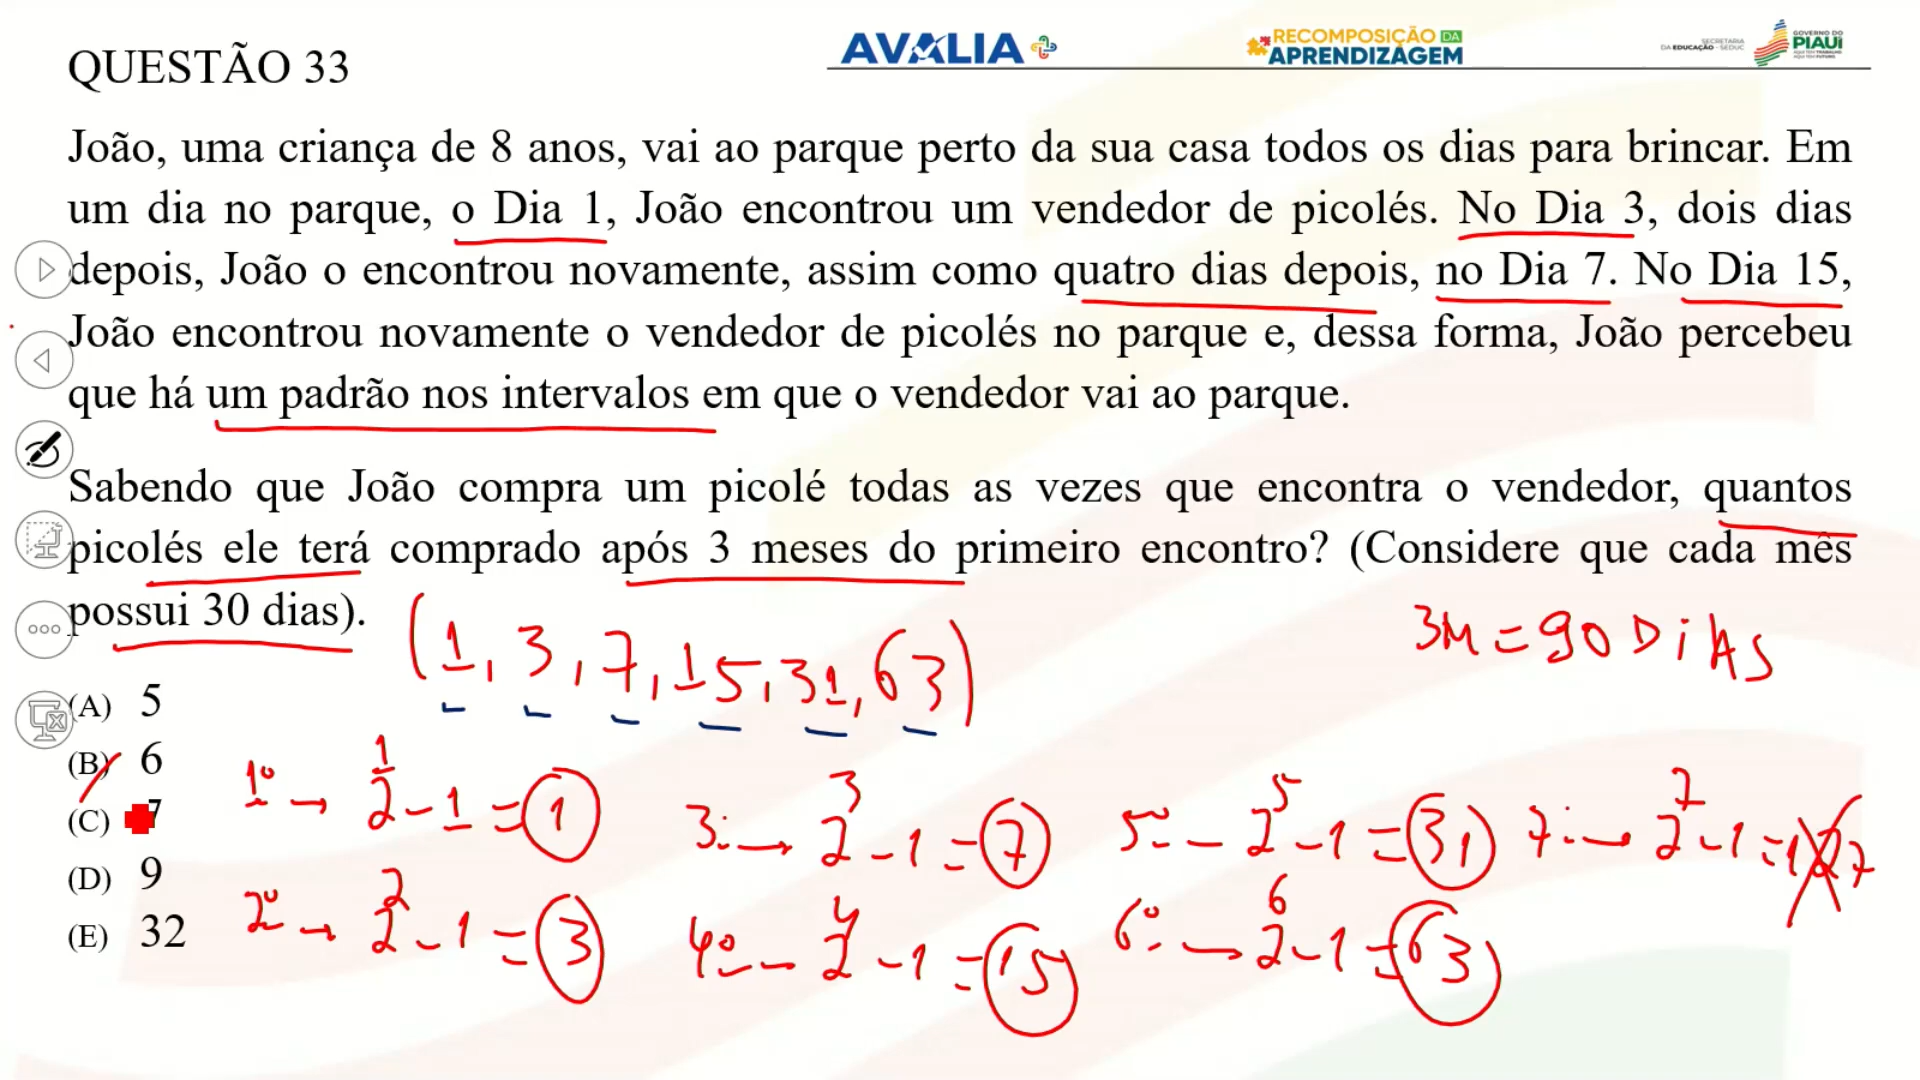 QUESTÃO 33
AVALIA
RECOMPOSIÇÃO DA
APRENDIZAGEM
SECRETARIA
DA EDUCAÇÃO - SEDUC
GOVERNO DO
PIAUÍ
João, uma criança de 8 anos, vai ao parque perto da sua casa todos os dias para brincar. Em
um dia no parque, o Dia 1, João encontrou um vendedor de picolés. No Dia 3, dois dias
depois, João o encontrou novamente, assim como quatro dias depois, no Dia 7. No Dia 15,
João encontrou novamente o vendedor de picolés no parque e, dessa forma, João percebeu
que há um padrão nos intervalos em que o vendedor vai ao parque.
Sabendo que João compra um picolé todas as vezes que encontra o vendedor, quantos
picolés ele terá comprado após 3 meses do primeiro encontro? (Considere que cada mês
possui 30 dias).
(1, 3, 7, 15, 31, 63)
3M = 90 DiAS
(A) 5
(B) 6
(C) 7
(D) 9
(E) 32
1º → 2¹ - 1 = 1
3º → 2³ - 1 = 7
5º — 2⁵ - 1 = 31
7º → 2⁷ - 1 = 127
2º → 2² - 1 = 3
4º — 2⁴ - 1 = 15
6º → 2⁶ - 1 = 63